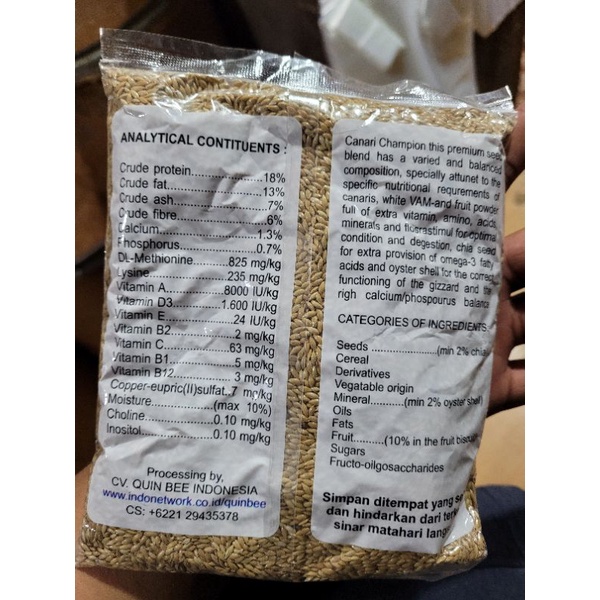 ANALYTICAL CONTITUENTS :
Crude protein..................18%
Crude fat........................13%
Crude ash........................7%
Crude fibre......................6%
Calcium.......................1.3%
Phosphorus...................0.7%
DL-Methionine........825 mg/kg
Lysine....................235 mg/kg
Vitamin A..............8000 IU/kg
Vitamin D3............1.600 IU/kg
Vitamin E.................24 IU/kg
Vitamin B2.................2 mg/kg
Vitamin C................63 mg/kg
Vitamin B1.................5 mg/kg
Vitamin B12...............3 mg/kg
Copper-eupric(II)sulfat..7 mg/kg
Moisture.................(max 10%)
Choline..............0.10 mg/kg
Inositol...............0.10 mg/kg
Processing by,
CV. QUIN BEE INDONESIA
www.indonetwork.co.id/quinbee
CS: +6221 29435378
Canari Champion this premium seed
blend has a varied and balanced
composition, specially attunet to the
specific nutritional requrements of
canaris, white VAM-and fruit powder
full of extra vitamin, amino, acids,
minerals and florastimul for optimal
condition and degestion, chia seed
for extra provision of omega-3 fatty
acids and oyster shell for the correct
functioning of the gizzard and the
righ calcium/phospourus balance
CATEGORIES OF INGREDIENTS
Seeds ..................(min 2% chia
Cereal
Derivatives
Vegatable origin
Mineral.........(min 2% oyster shell)
Oils
Fats
Fruit.........(10% in the fruit biscuit
Sugars
Fructo-oilgosaccharides
Simpan ditempat yang
dan hindarkan dari
sinar matahari